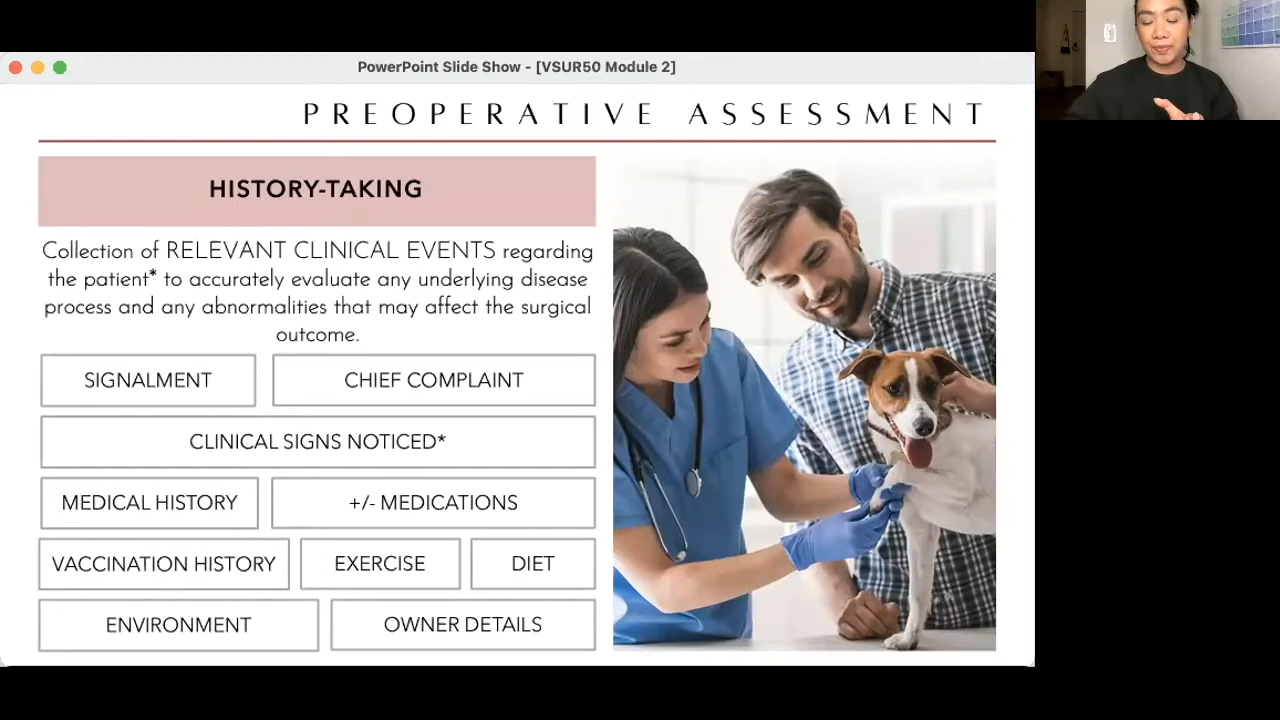 PowerPoint Slide Show - [VSUR50 Module 2]
PREOPERATIVE ASSESSMENT
HISTORY-TAKING
Collection of RELEVANT CLINICAL EVENTS regarding
the patient* to accurately evaluate any underlying disease
process and any abnormalities that may affect the surgical
outcome.
SIGNALMENT
CHIEF COMPLAINT
CLINICAL SIGNS NOTICED*
MEDICAL HISTORY
+/- MEDICATIONS
VACCINATION HISTORY
EXERCISE
DIET
ENVIRONMENT
OWNER DETAILS